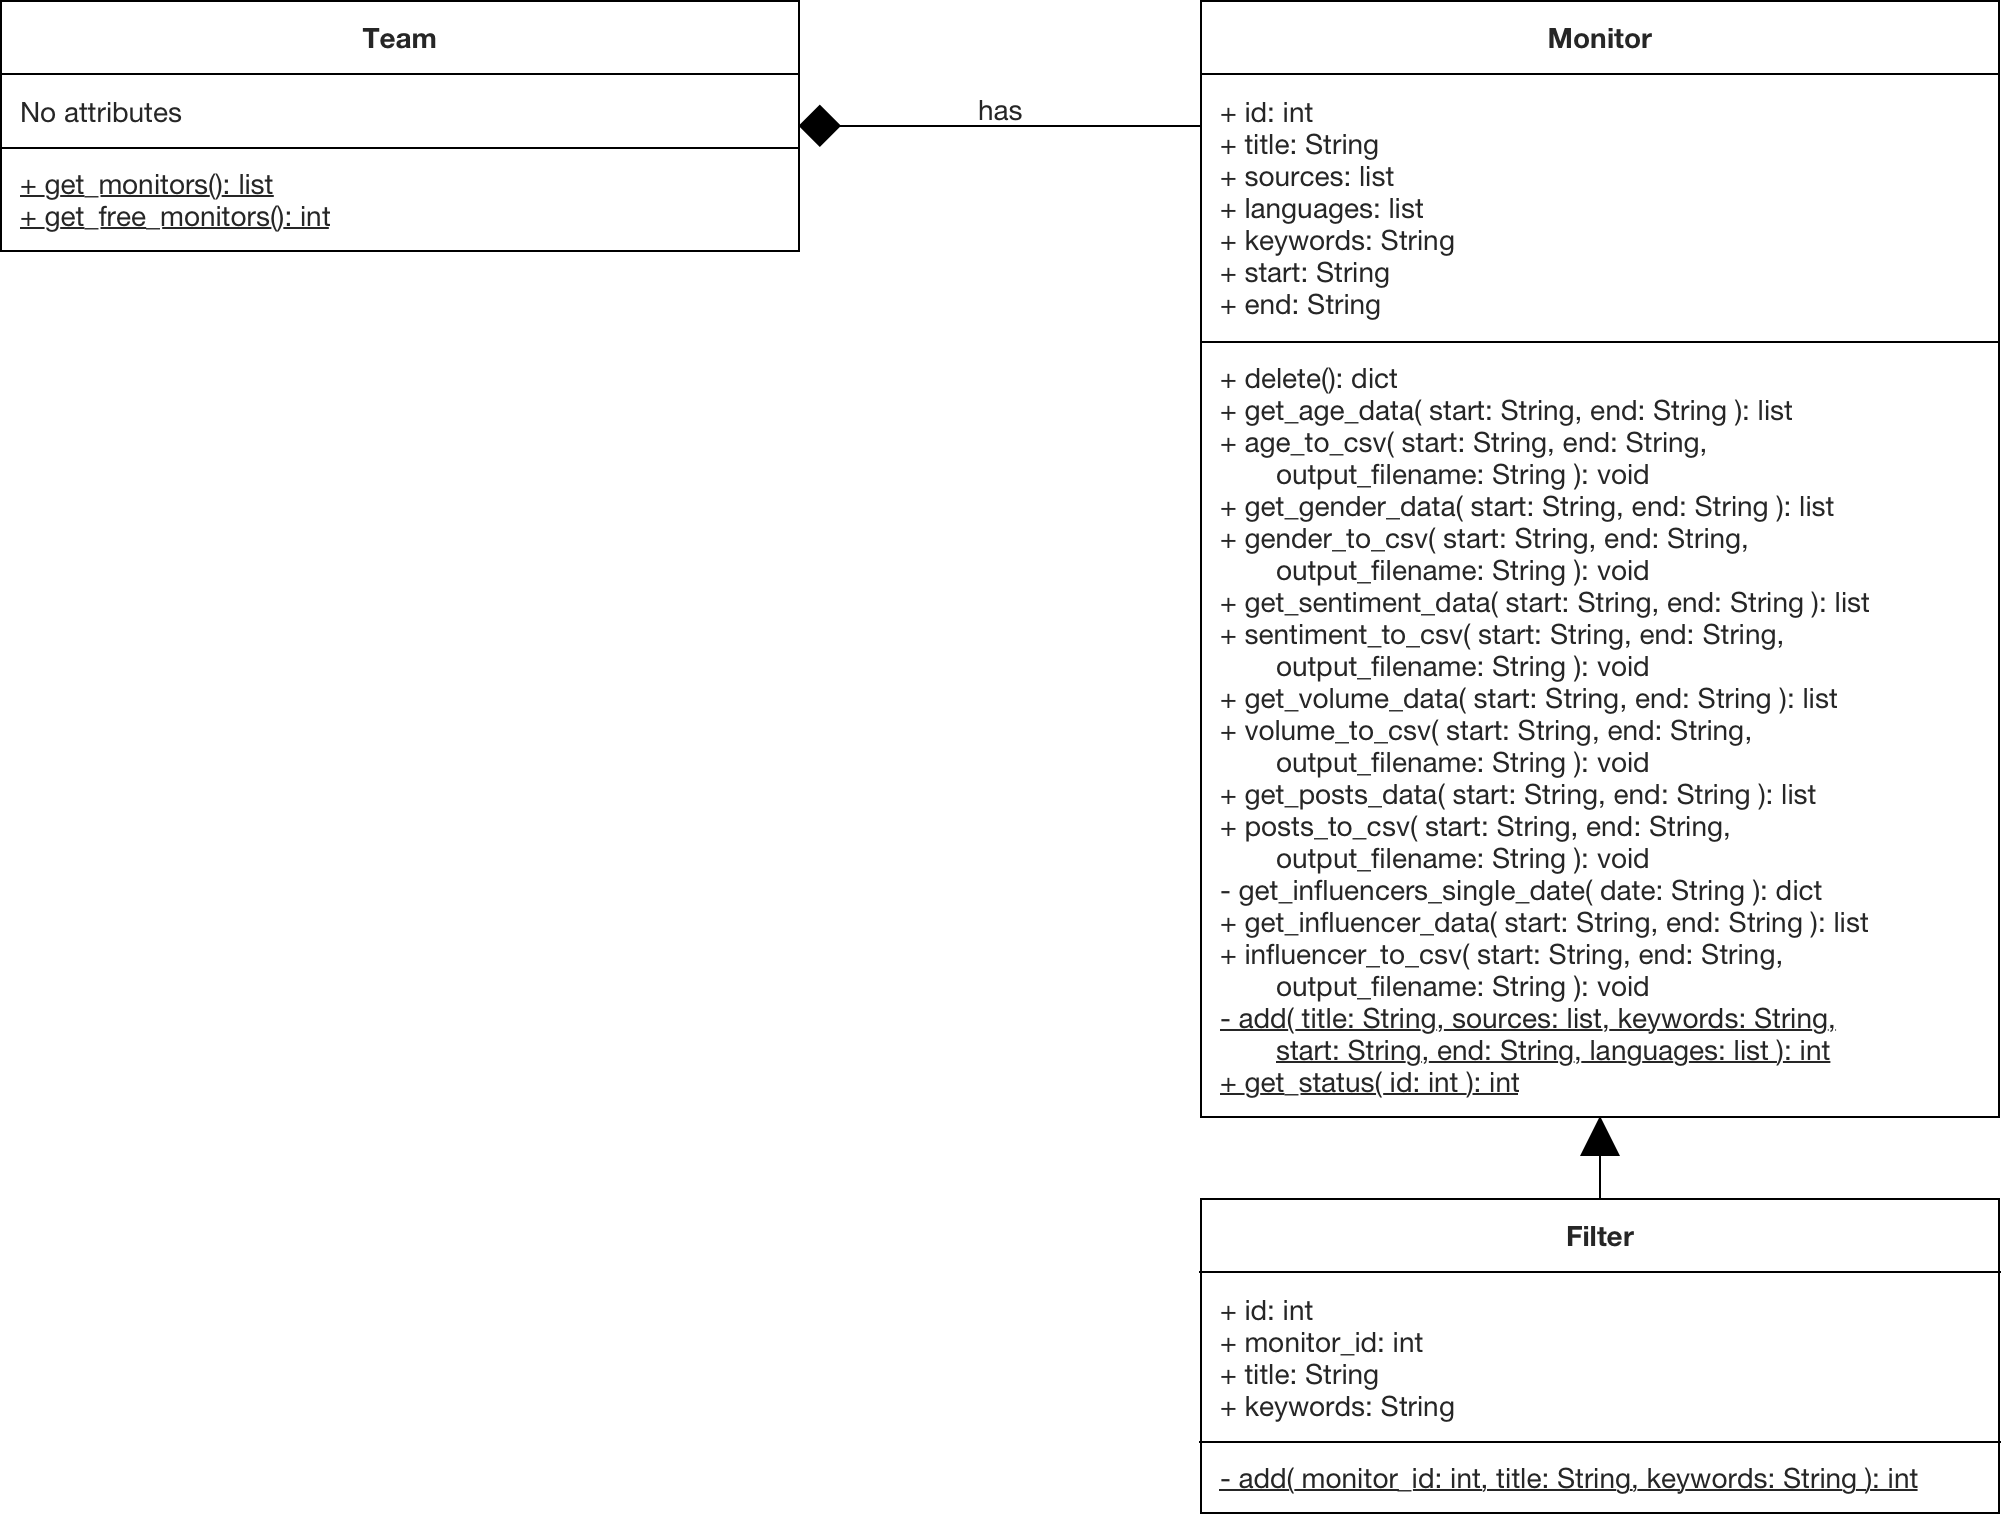 Team
No attributes
+ get_monitors(): list
+ get_free_monitors(): int
has
Monitor
+ id: int
+ title: String
+ sources: list
+ languages: list
+ keywords: String
+ start: String
+ end: String
+ delete(): dict
+ get_age_data( start: String, end: String ): list
+ age_to_csv( start: String, end: String,
output_filename: String ): void
+ get_gender_data( start: String, end: String ): list
+ gender_to_csv( start: String, end: String,
output_filename: String ): void
+ get_sentiment_data( start: String, end: String ): list
+ sentiment_to_csv( start: String, end: String,
output_filename: String ): void
+ get_volume_data( start: String, end: String ): list
+ volume_to_csv( start: String, end: String,
output_filename: String ): void
+ get_posts_data( start: String, end: String ): list
+ posts_to_csv( start: String, end: String,
output_filename: String ): void
- get_influencers_single_date( date: String ): dict
+ get_influencer_data( start: String, end: String ): list
+ influencer_to_csv( start: String, end: String,
output_filename: String ): void
- add( title: String, sources: list, keywords: String,
start: String, end: String, languages: list ): int
+ get_status( id: int ): int
Filter
+ id: int
+ monitor_id: int
+ title: String
+ keywords: String
- add( monitor_id: int, title: String, keywords: String ): int